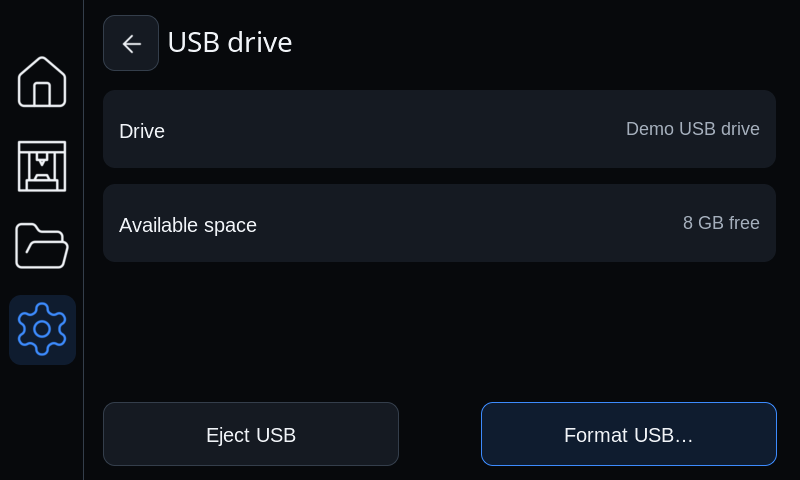 USB drive
Drive
Demo USB drive
Available space
8 GB free
Eject USB
Format USB...